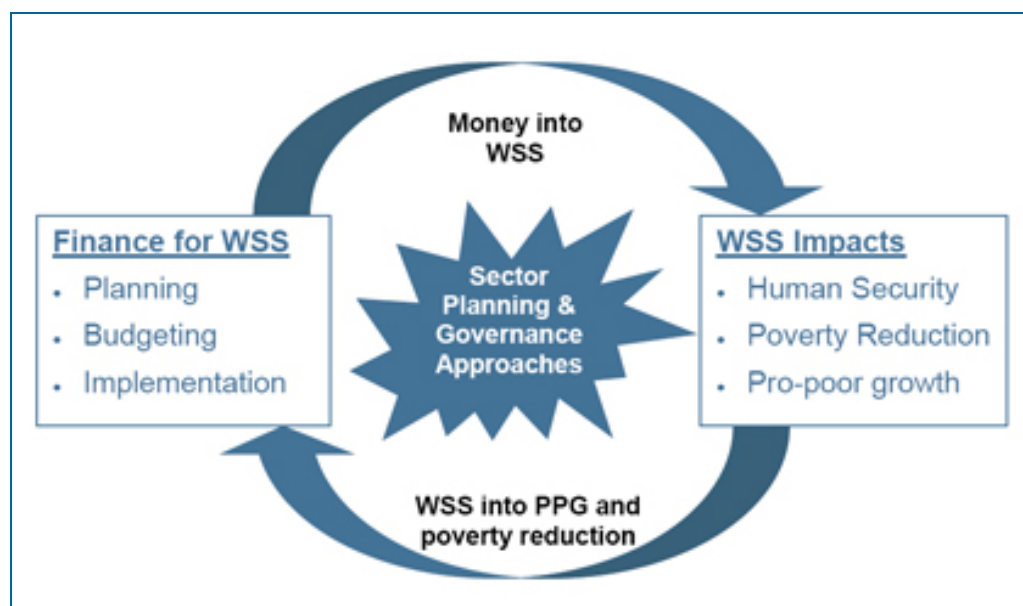 Money into
WSS
Finance for WSS
• Planning
• Budgeting
• Implementation
Sector
Planning &
Governance
Approaches
WSS Impacts
• Human Security
• Poverty Reduction
• Pro-poor growth
WSS into PPG and
poverty reduction